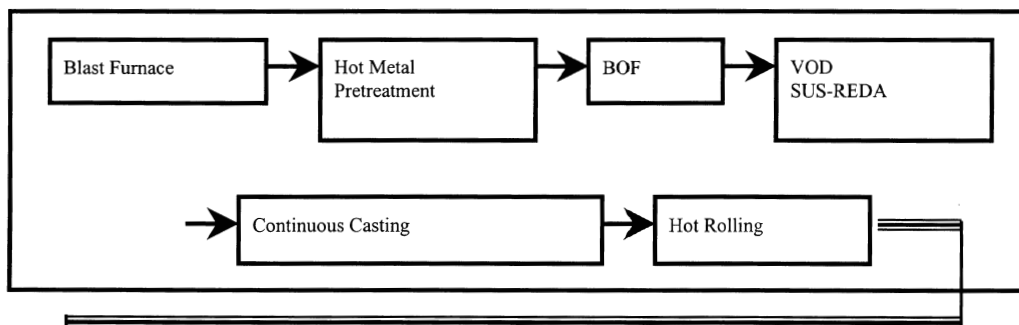 Blast Furnace
Hot Metal
Pretreatment
BOF
VOD
SUS-REDA
Continuous Casting
Hot Rolling